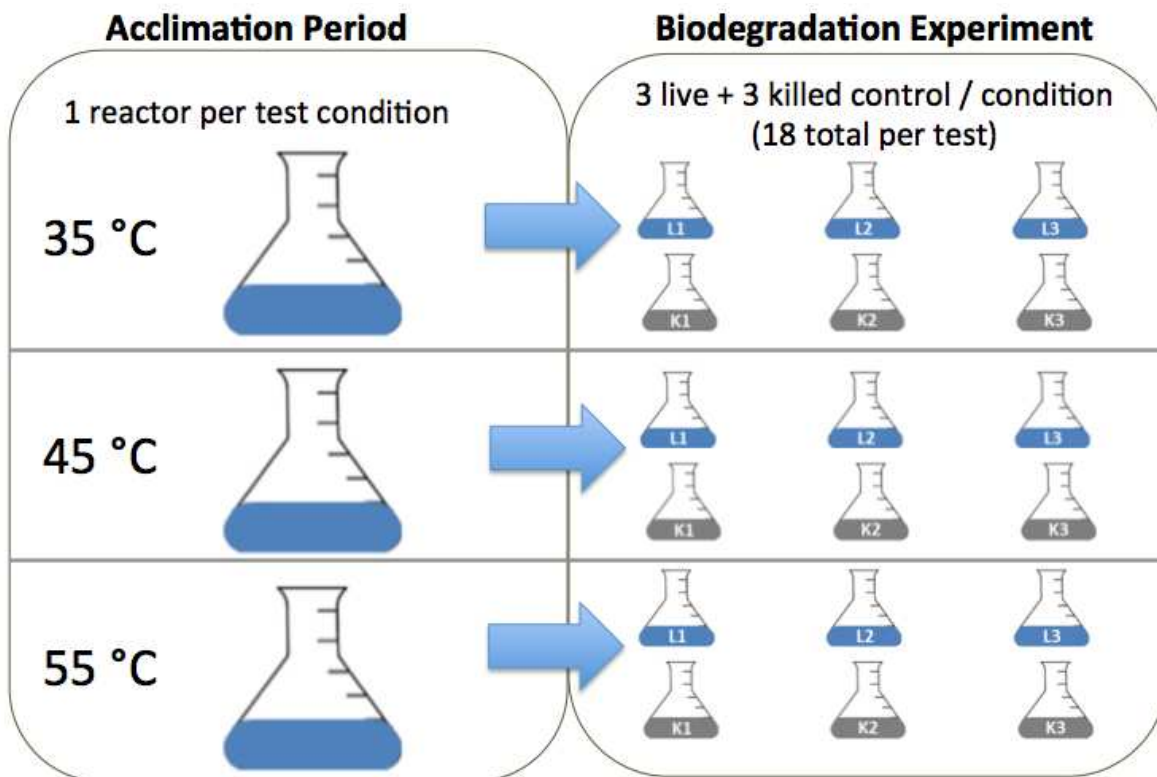 Acclimation Period
Biodegradation Experiment
1 reactor per test condition
3 live + 3 killed control / condition
(18 total per test)
35 °C
L1 L2 L3
K1 K2 K3
45 °C
L1 L2 L3
K1 K2 K3
55 °C
L1 L2 L3
K1 K2 K3